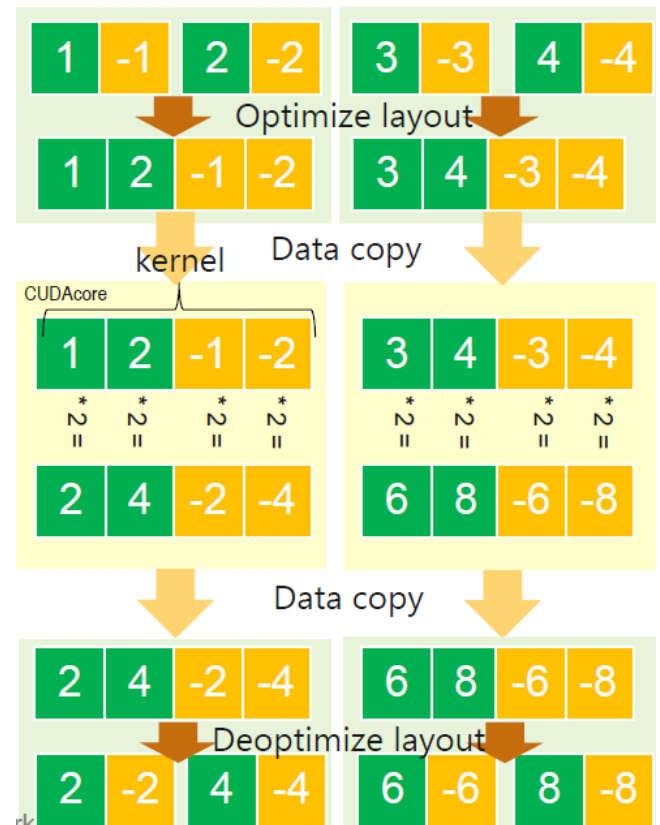 1 -1 2 -2 3 -3 4 -4
Optimize layout
1 2 -1 -2 3 4 -3 -4
Data copy
kernel
CUDAcore
1 2 -1 -2 3 4 -3 -4
*2= *2= *2= *2= *2= *2= *2= *2=
2 4 -2 -4 6 8 -6 -8
Data copy
2 4 -2 -4 6 8 -6 -8
Deoptimize layout
2 -2 4 -4 6 -6 8 -8